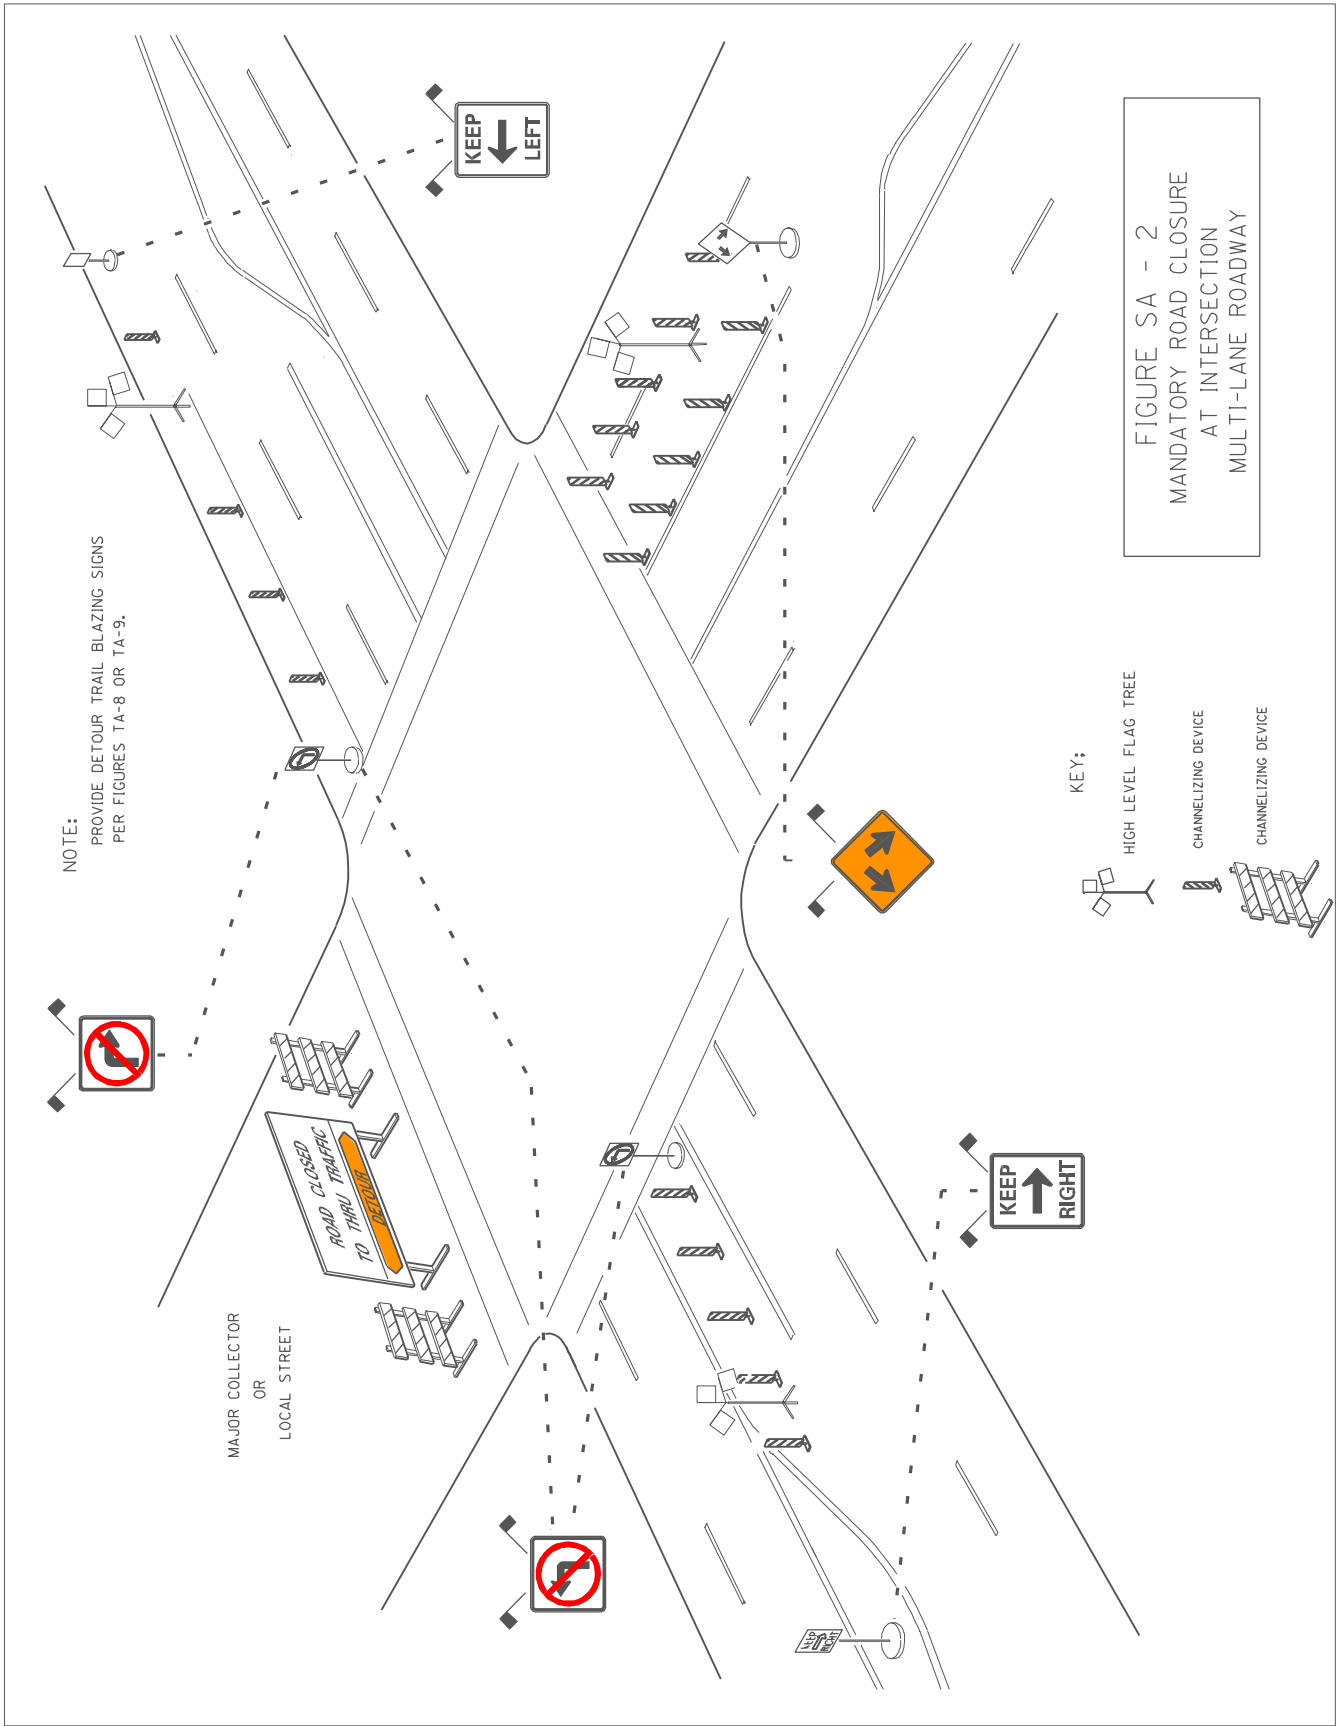 NOTE:
PROVIDE DETOUR TRAIL BLAZING SIGNS
PER FIGURES TA-8 OR TA-9.
KEEP
LEFT
MAJOR COLLECTOR
OR
LOCAL STREET
ROAD CLOSED
TO THRU TRAFFIC
DETOUR
KEEP
RIGHT
KEEP
RIGHT
KEY;
HIGH LEVEL FLAG TREE
CHANNELIZING DEVICE
CHANNELIZING DEVICE
FIGURE SA - 2
MANDATORY ROAD CLOSURE
AT INTERSECTION
MULTI-LANE ROADWAY